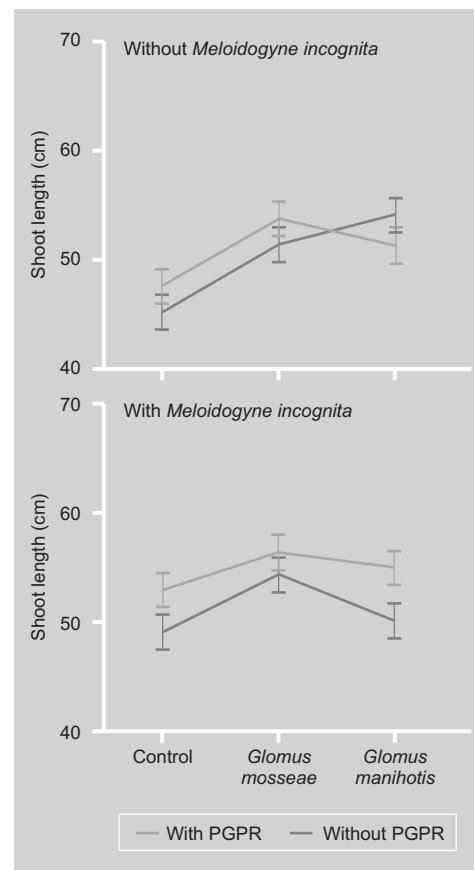 70
Without Meloidogyne incognita
60
Shoot length (cm)
50
40
70
With Meloidogyne incognita
60
Shoot length (cm)
50
40
Control
Glomus mosseae
Glomus manihotis
With PGPR
Without PGPR